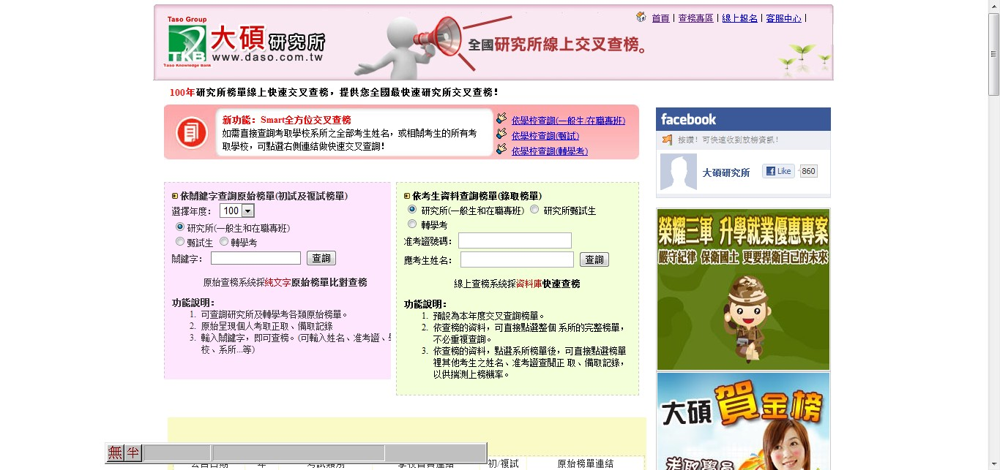 Taso Group
TKB
Taso Knowledge Bank
大碩研究所
www.daso.com.tw
全國研究所線上交叉查榜。
首頁 | 查榜專區 | 線上報名 | 客服中心 |
100年研究所榜單線上快速交叉查榜，提供您全國最快速研究所交叉查榜！
新功能：Smart全方位交叉查榜
如需直接查詢考取學校系所之全部考生姓名，或相關考生的所有考
取學校，可點選右側連結做快速交叉查詢！
依學校查詢(一般生/在職專班)
依學校查詢(甄試)
依學校查詢(轉學考)
依關鍵字查詢原始榜單(初試及複試榜單)
選擇年度： 100
研究所(一般生和在職專班)
甄試生 轉學考
關鍵字： 查詢
原始查榜系統採純文字原始榜單比對查榜
功能說明：
1. 可查詢研究所及轉學考各類原始榜單。
2. 原始呈現個人考取正取、備取記錄
3. 輸入關鍵字，即可查榜。(可輸入姓名、准考證、學
校、系所...等)
依考生資料查詢榜單(錄取榜單)
研究所(一般生和在職專班) 研究所甄試生
轉學考
准考證號碼：
應考生姓名： 查詢
線上查榜系統採資料庫快速查榜
功能說明：
1. 預設為本年度交叉查詢榜單。
2. 依查榜的資料，可直接點選整個 系所的完整榜單，
不必重複查詢。
3. 依查榜的資料，點選系所榜單後，可直接點選榜單
裡其他考生之姓名、准考證查閱正 取、備取記錄，
以供揣測上榜機率。
facebook
按讚！可快速收到放榜資訊！
大碩研究所 Like 860
榮耀三軍 升學就業優惠專案
嚴守紀律 保衛國土 更要捍衛自己的未來
大碩賀金榜
考取學員
無 半
公告日期 年 考試類別 學校官員連結 初/複試 原始榜單連結